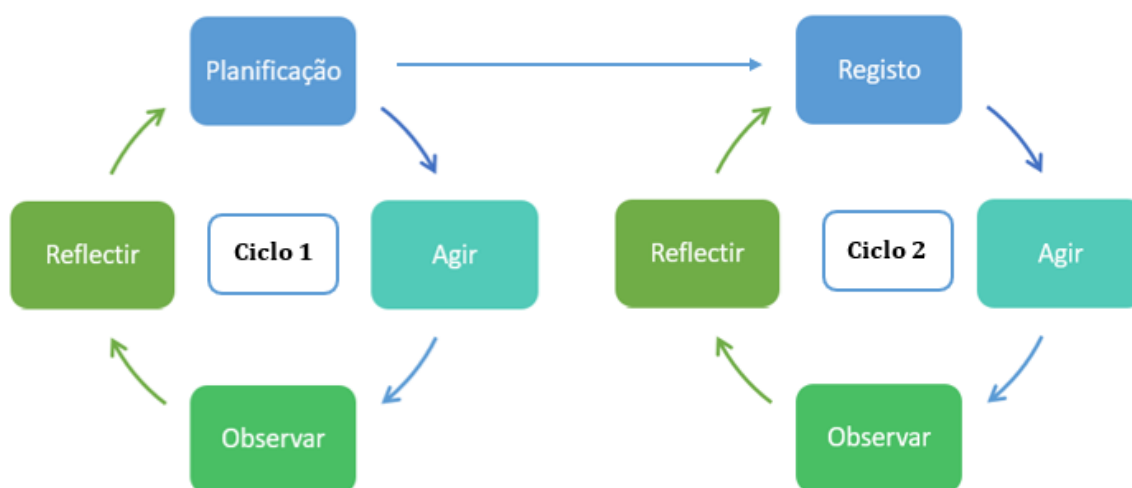 Planificação
Registo
Reflectir
Ciclo 1
Agir
Reflectir
Ciclo 2
Agir
Observar
Observar